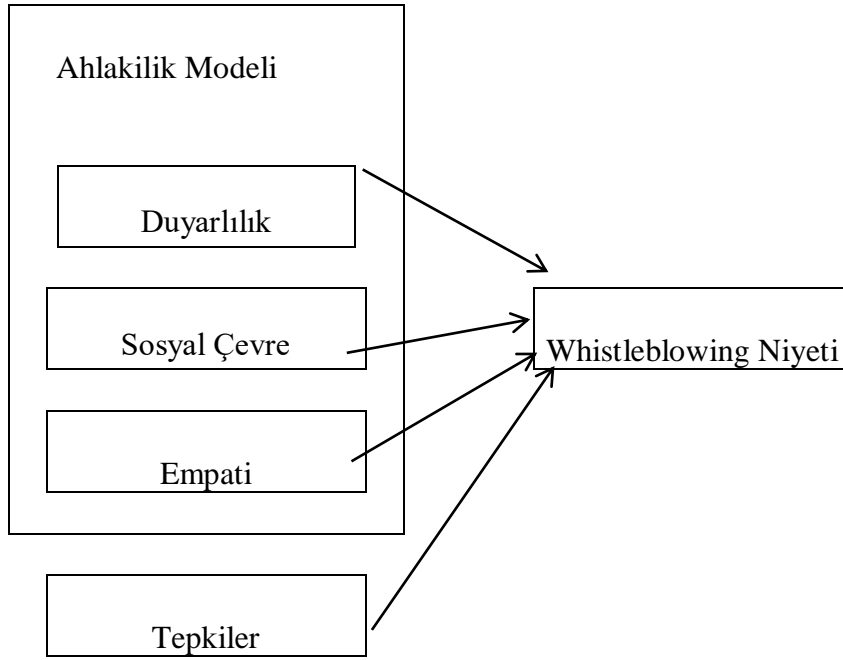 Ahlakilik Modeli
Duyarlılık
Sosyal Çevre
Whistleblowing Niyeti
Empati
Tepkiler